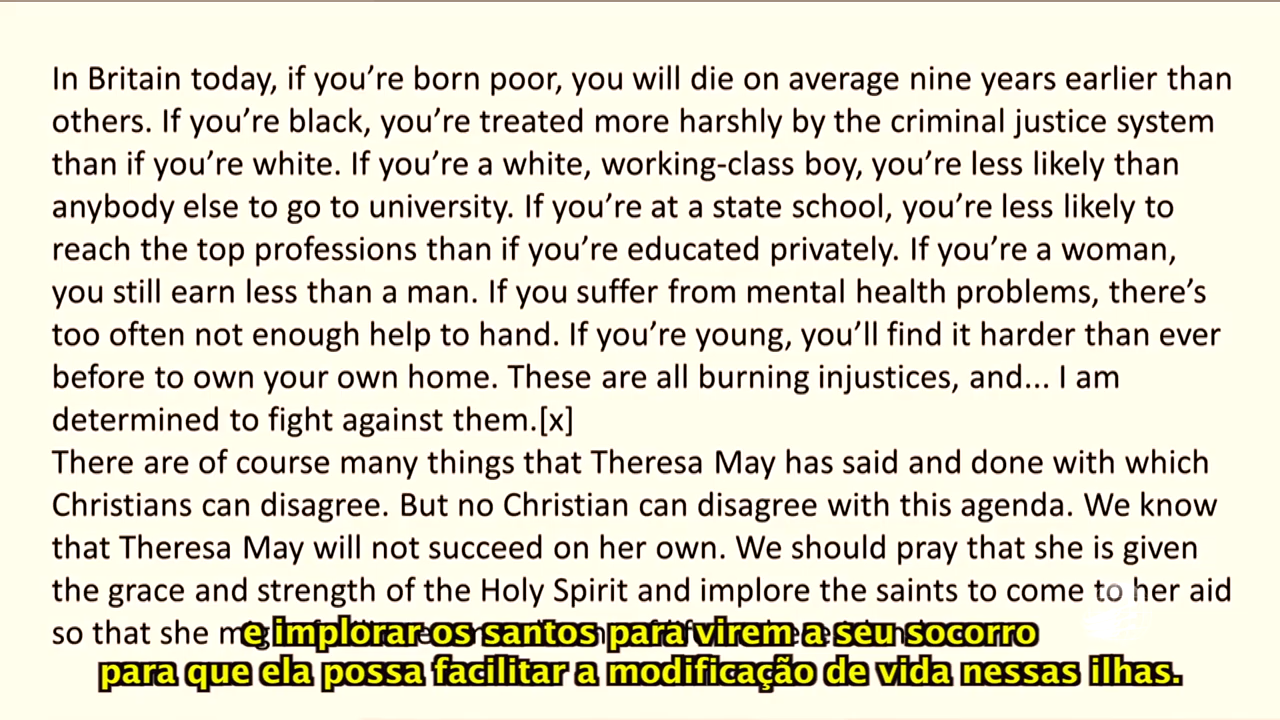 In Britain today, if you're born poor, you will die on average nine years earlier than
others. If you're black, you're treated more harshly by the criminal justice system
than if you're white. If you're a white, working-class boy, you're less likely than
anybody else to go to university. If you're at a state school, you're less likely to
reach the top professions than if you're educated privately. If you're a woman,
you still earn less than a man. If you suffer from mental health problems, there's
too often not enough help to hand. If you're young, you'll find it harder than ever
before to own your own home. These are all burning injustices, and... I am
determined to fight against them.[x]
There are of course many things that Theresa May has said and done with which
Christians can disagree. But no Christian can disagree with this agenda. We know
that Theresa May will not succeed on her own. We should pray that she is given
the grace and strength of the Holy Spirit and implore the saints to come to her aid
so that she
e implorar os santos para virem a seu socorro
para que ela possa facilitar a modificação de vida nessas ilhas.